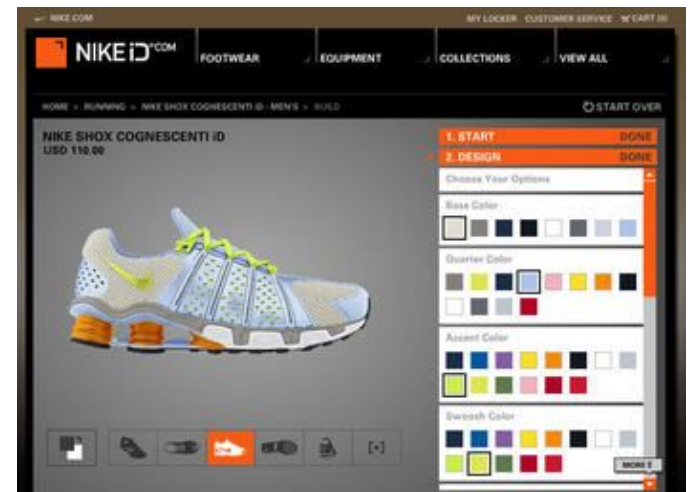 NIKE.COM
MY LOCKER CUSTOMER SERVICE CART (0)
NIKEiD.COM
FOOTWEAR
EQUIPMENT
COLLECTIONS
VIEW ALL
HOME > RUNNING > NIKE SHOX COGNESCENTI iD - MEN'S > BUILD
START OVER
NIKE SHOX COGNESCENTI iD
USD 110.00
1. START DONE
2. DESIGN DONE
Choose Your Options
Base Color
Quarter Color
Accent Color
Swoosh Color
MORE